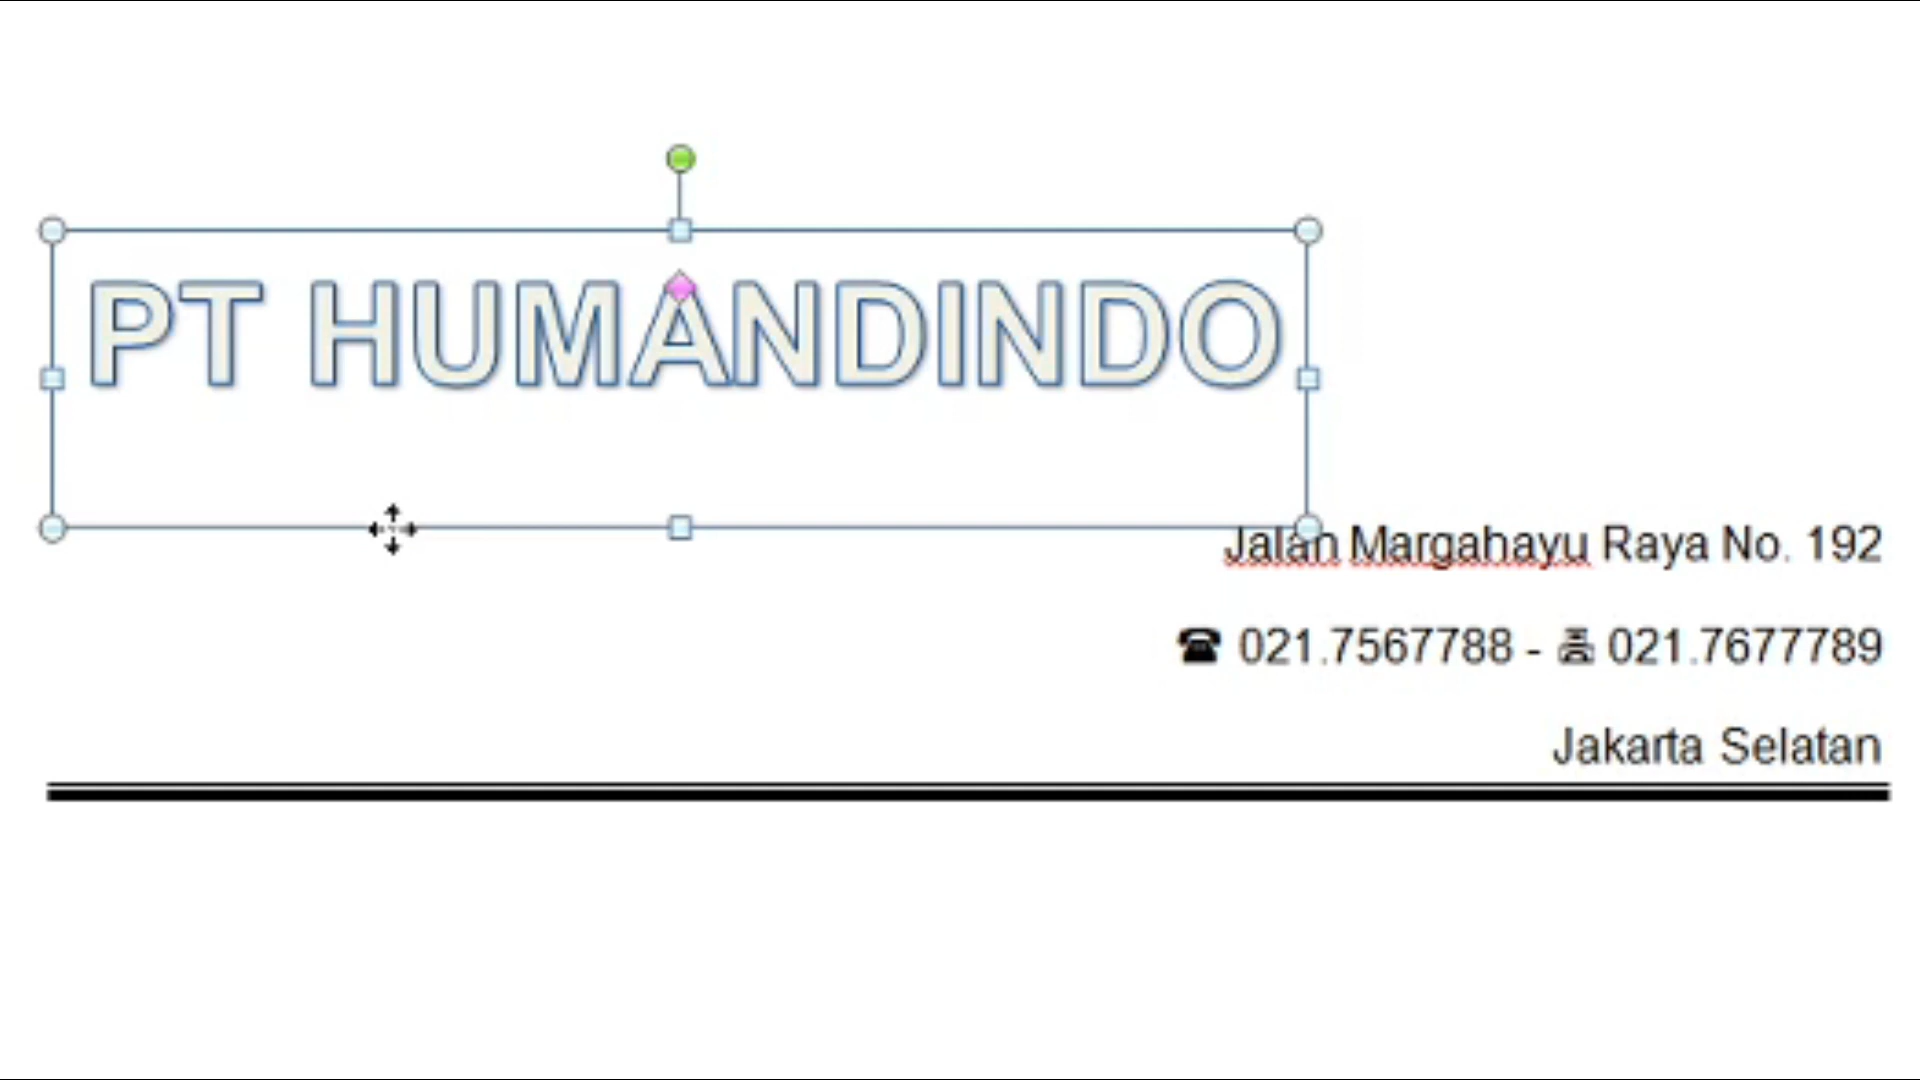 PT HUMANDINDO
Jalan Margahayu Raya No. 192
☎ 021.7567788 - 🖷 021.7677789
Jakarta Selatan